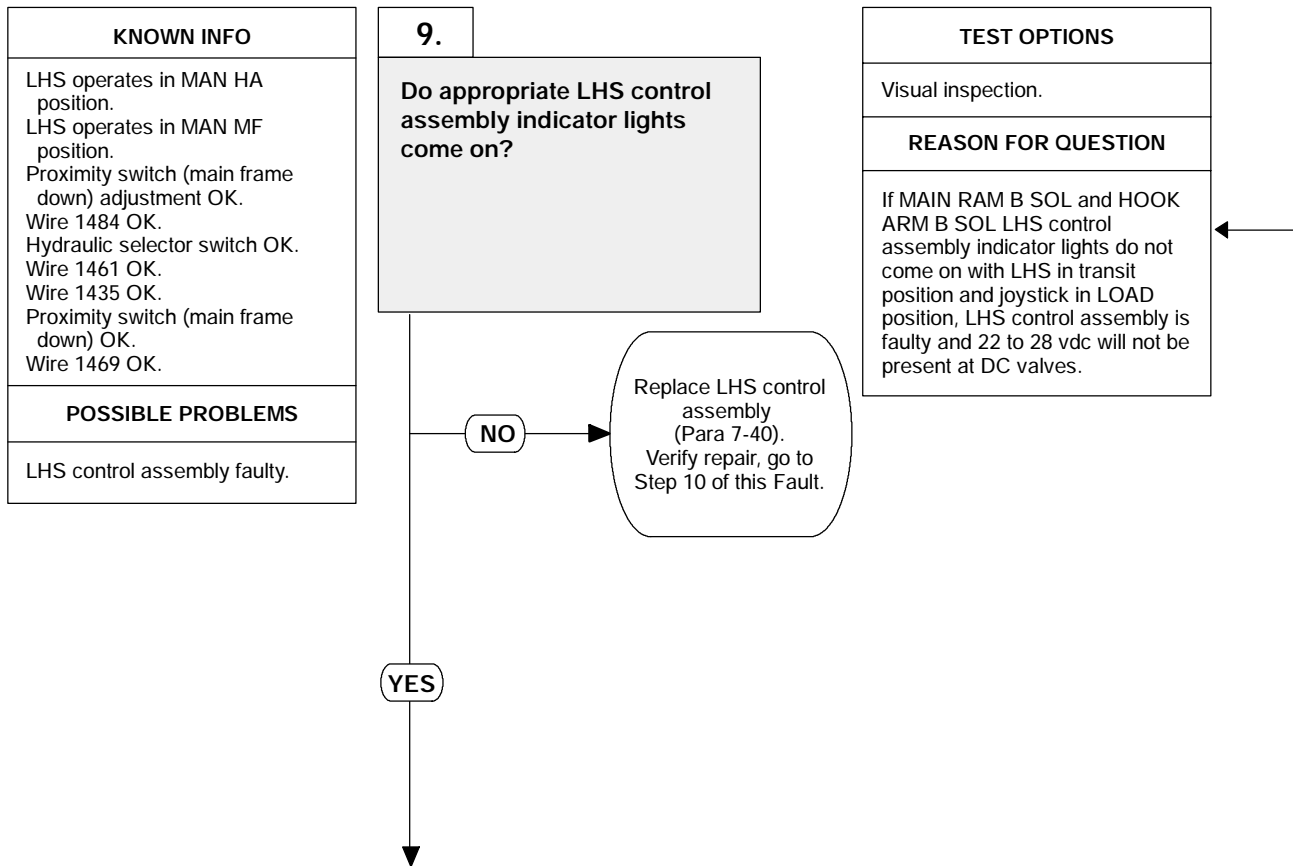 KNOWN INFO
LHS operates in MAN HA
position.
LHS operates in MAN MF
position.
Proximity switch (main frame
down) adjustment OK.
Wire 1484 OK.
Hydraulic selector switch OK.
Wire 1461 OK.
Wire 1435 OK.
Proximity switch (main frame
down) OK.
Wire 1469 OK.
POSSIBLE PROBLEMS
LHS control assembly faulty.
9.
Do appropriate LHS control
assembly indicator lights
come on?
NO
Replace LHS control
assembly
(Para 7-40).
Verify repair, go to
Step 10 of this Fault.
YES
TEST OPTIONS
Visual inspection.
REASON FOR QUESTION
If MAIN RAM B SOL and HOOK
ARM B SOL LHS control
assembly indicator lights do not
come on with LHS in transit
position and joystick in LOAD
position, LHS control assembly is
faulty and 22 to 28 vdc will not be
present at DC valves.